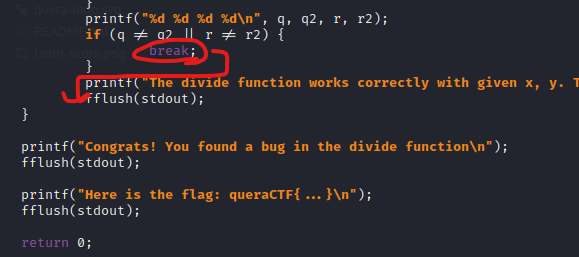 }
printf("%d %d %d %d\n", q, q2, r, r2);
if (q ≠ q2 || r ≠ r2) {
break;
}
printf("The divide function works correctly with given x, y. T
fflush(stdout);
}
printf("Congrats! You found a bug in the divide function\n");
fflush(stdout);
printf("Here is the flag: queraCTF{...}\n");
fflush(stdout);
return 0;